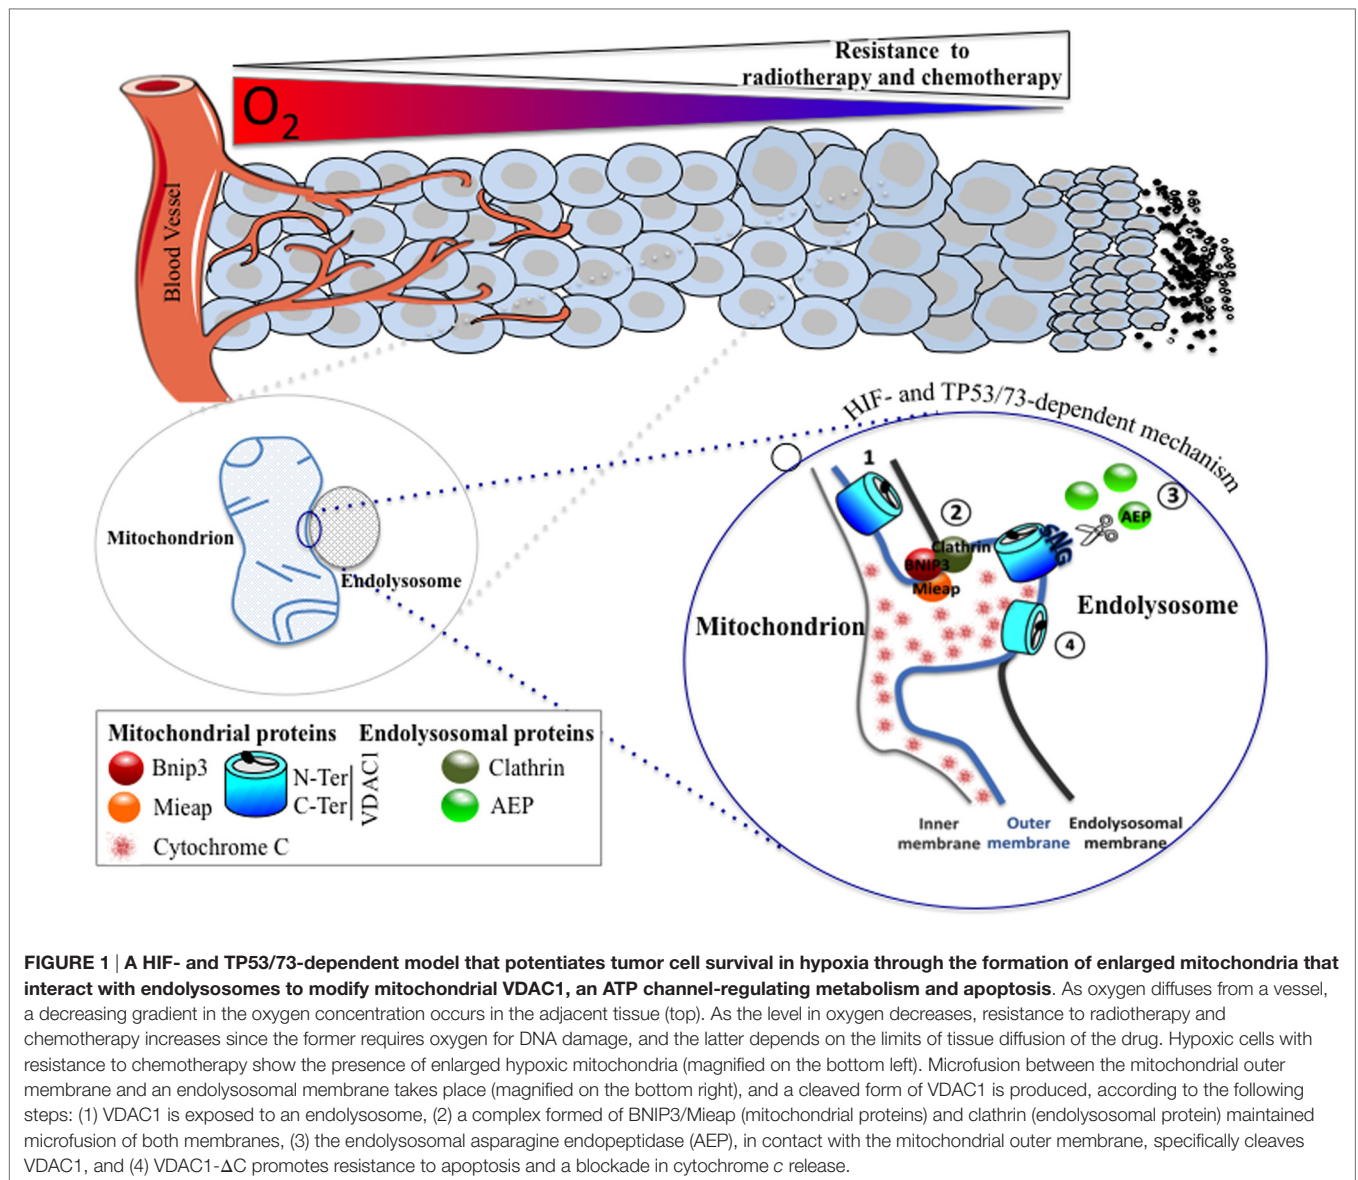 Resistance to
radiotherapy and chemotherapy
O2
Blood Vessel
HIF- and TP53/73-dependent mechanism
1
2
3
AEP
Clathrin
BNIP3
Mieap
Mitochondrion
Endolysosome
4
Mitochondrion
Endolysosome
Inner
membrane
Outer
membrane
Endolysosomal
membrane
Mitochondrial proteins
Endolysosomal proteins
Bnip3
Mieap
Cytochrome C
N-Ter
C-Ter
VDAC1
Clathrin
AEP
FIGURE 1 | A HIF- and TP53/73-dependent model that potentiates tumor cell survival in hypoxia through the formation of enlarged mitochondria that
interact with endolysosomes to modify mitochondrial VDAC1, an ATP channel-regulating metabolism and apoptosis. As oxygen diffuses from a vessel,
a decreasing gradient in the oxygen concentration occurs in the adjacent tissue (top). As the level in oxygen decreases, resistance to radiotherapy and
chemotherapy increases since the former requires oxygen for DNA damage, and the latter depends on the limits of tissue diffusion of the drug. Hypoxic cells with
resistance to chemotherapy show the presence of enlarged hypoxic mitochondria (magnified on the bottom left). Microfusion between the mitochondrial outer
membrane and an endolysosomal membrane takes place (magnified on the bottom right), and a cleaved form of VDAC1 is produced, according to the following
steps: (1) VDAC1 is exposed to an endolysosome, (2) a complex formed of BNIP3/Mieap (mitochondrial proteins) and clathrin (endolysosomal protein) maintained
microfusion of both membranes, (3) the endolysosomal asparagine endopeptidase (AEP), in contact with the mitochondrial outer membrane, specifically cleaves
VDAC1, and (4) VDAC1-ΔC promotes resistance to apoptosis and a blockade in cytochrome c release.